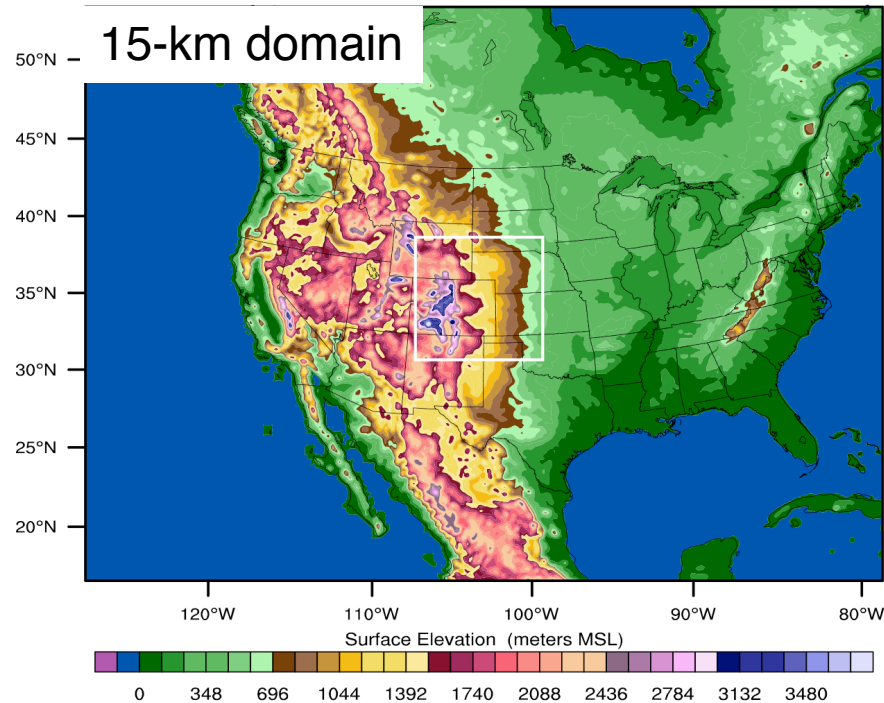 15-km domain
50°N
45°N
40°N
35°N
30°N
25°N
20°N
120°W 110°W 100°W 90°W 80°W
Surface Elevation (meters MSL)
0 348 696 1044 1392 1740 2088 2436 2784 3132 3480